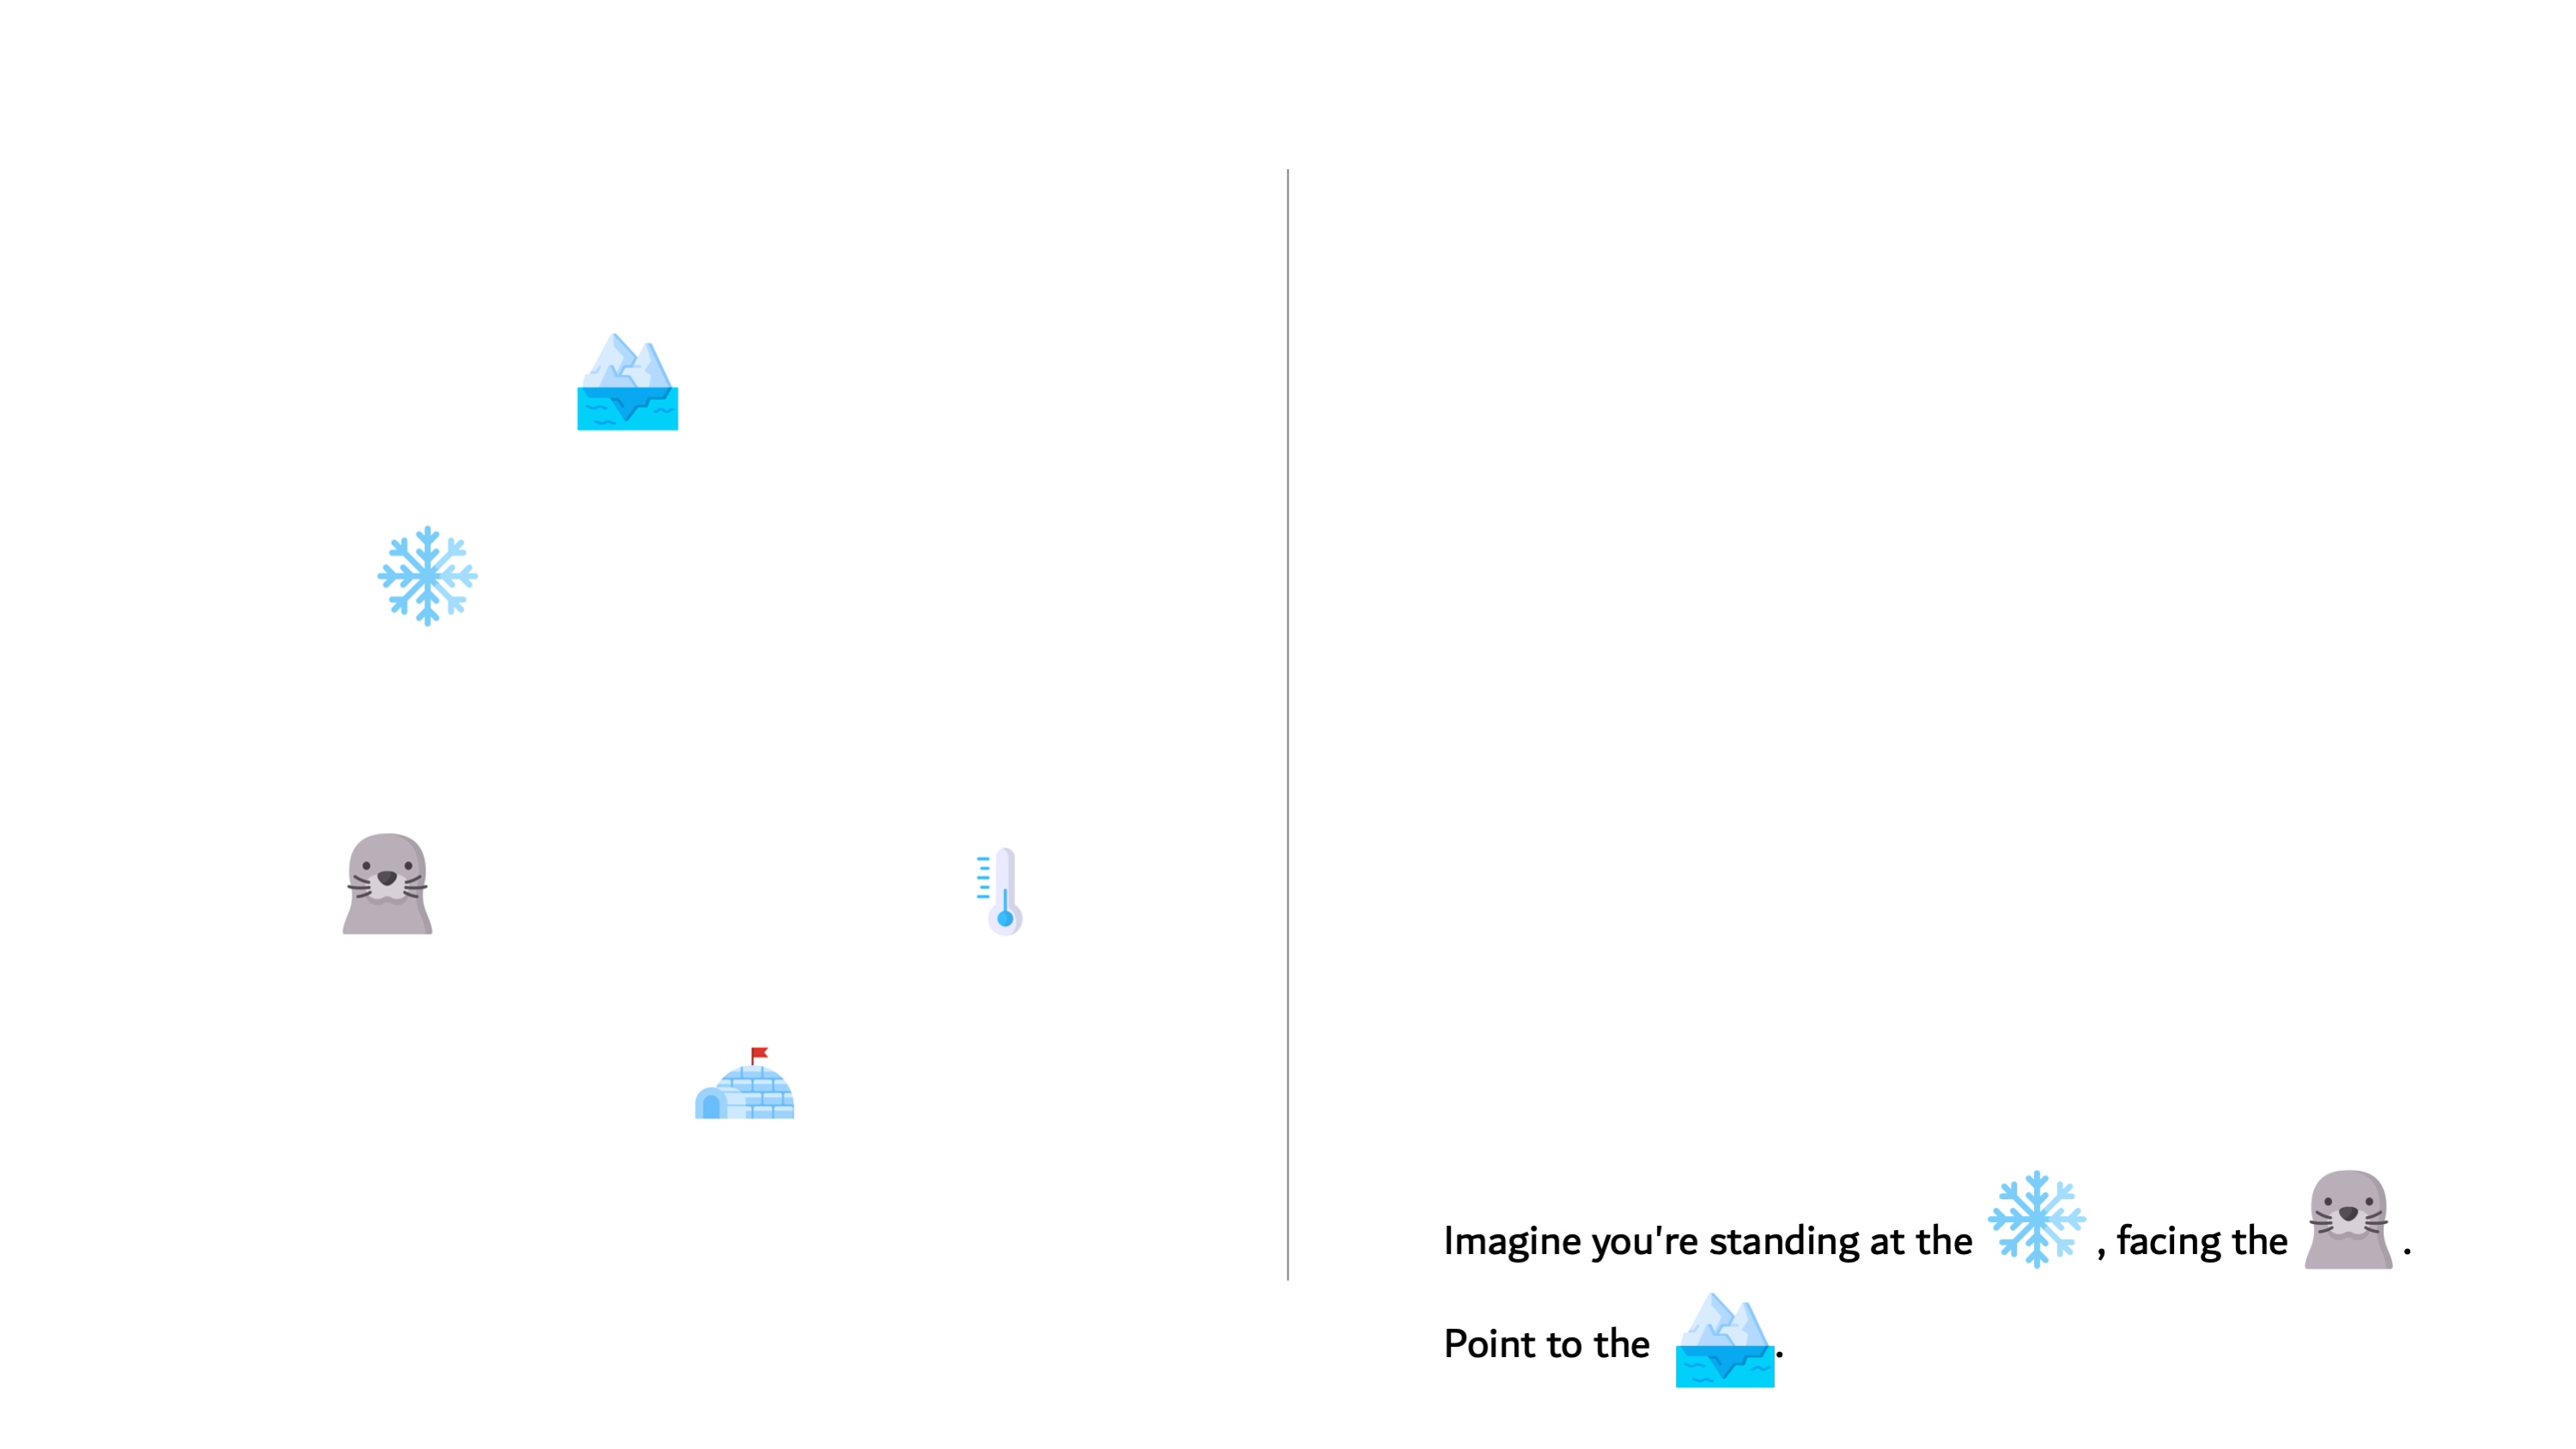 Imagine you're standing at the , facing the .
Point to the .